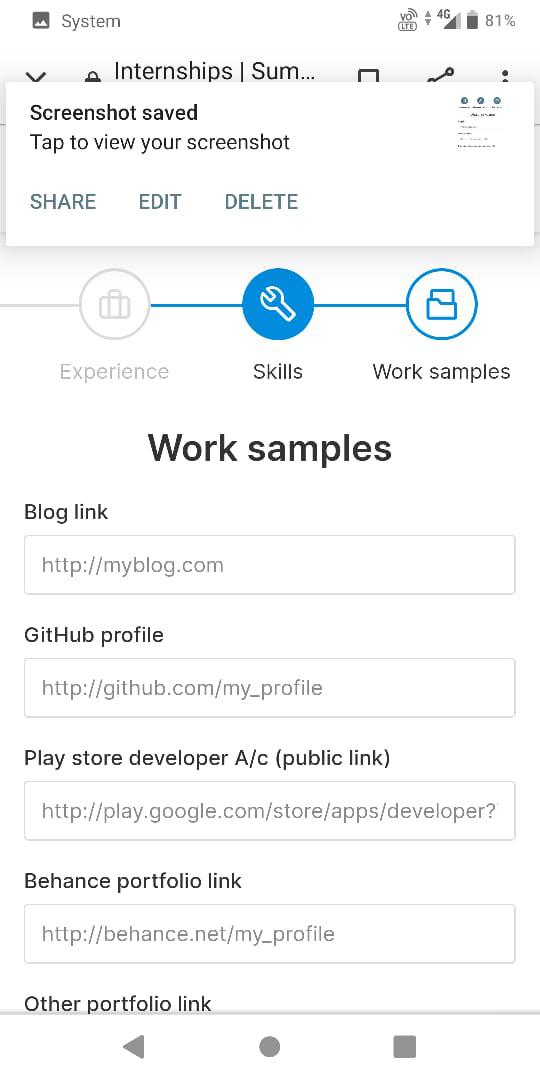 System
VO
LTE
4G
81%
Internships | Sum...
Screenshot saved
Tap to view your screenshot
SHARE EDIT DELETE
Experience Skills Work samples
Work samples
Blog link
http://myblog.com
GitHub profile
http://github.com/my_profile
Play store developer A/c (public link)
http://play.google.com/store/apps/developer?
Behance portfolio link
http://behance.net/my_profile
Other portfolio link